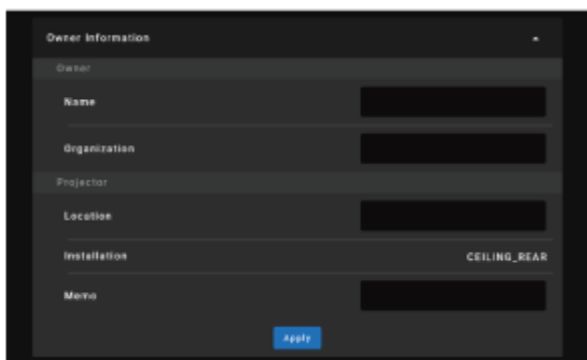 Owner Information
Owner
Name
Organization
Projector
Location
Installation CEILING_REAR
Memo
Apply